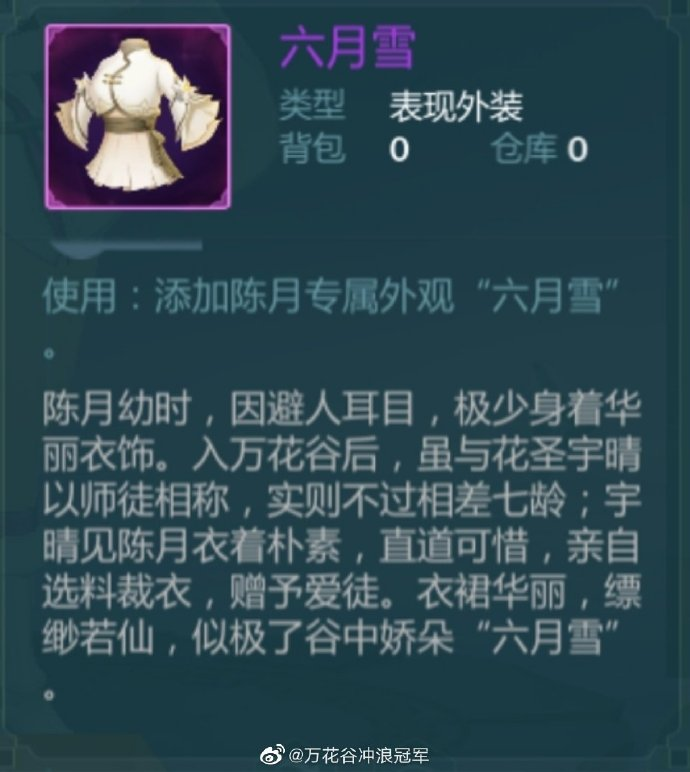 六月雪
类型 表现外装
背包 0 仓库 0
使用：添加陈月专属外观“六月雪”
。
陈月幼时，因避人耳目，极少身着华
丽衣饰。入万花谷后，虽与花圣宇晴
以师徒相称，实则不过相差七龄；宇
晴见陈月衣着朴素，直道可惜，亲自
选料裁衣，赠予爱徒。衣裙华丽，缥
缈若仙，似极了谷中娇朵“六月雪”
。
@万花谷冲浪冠军